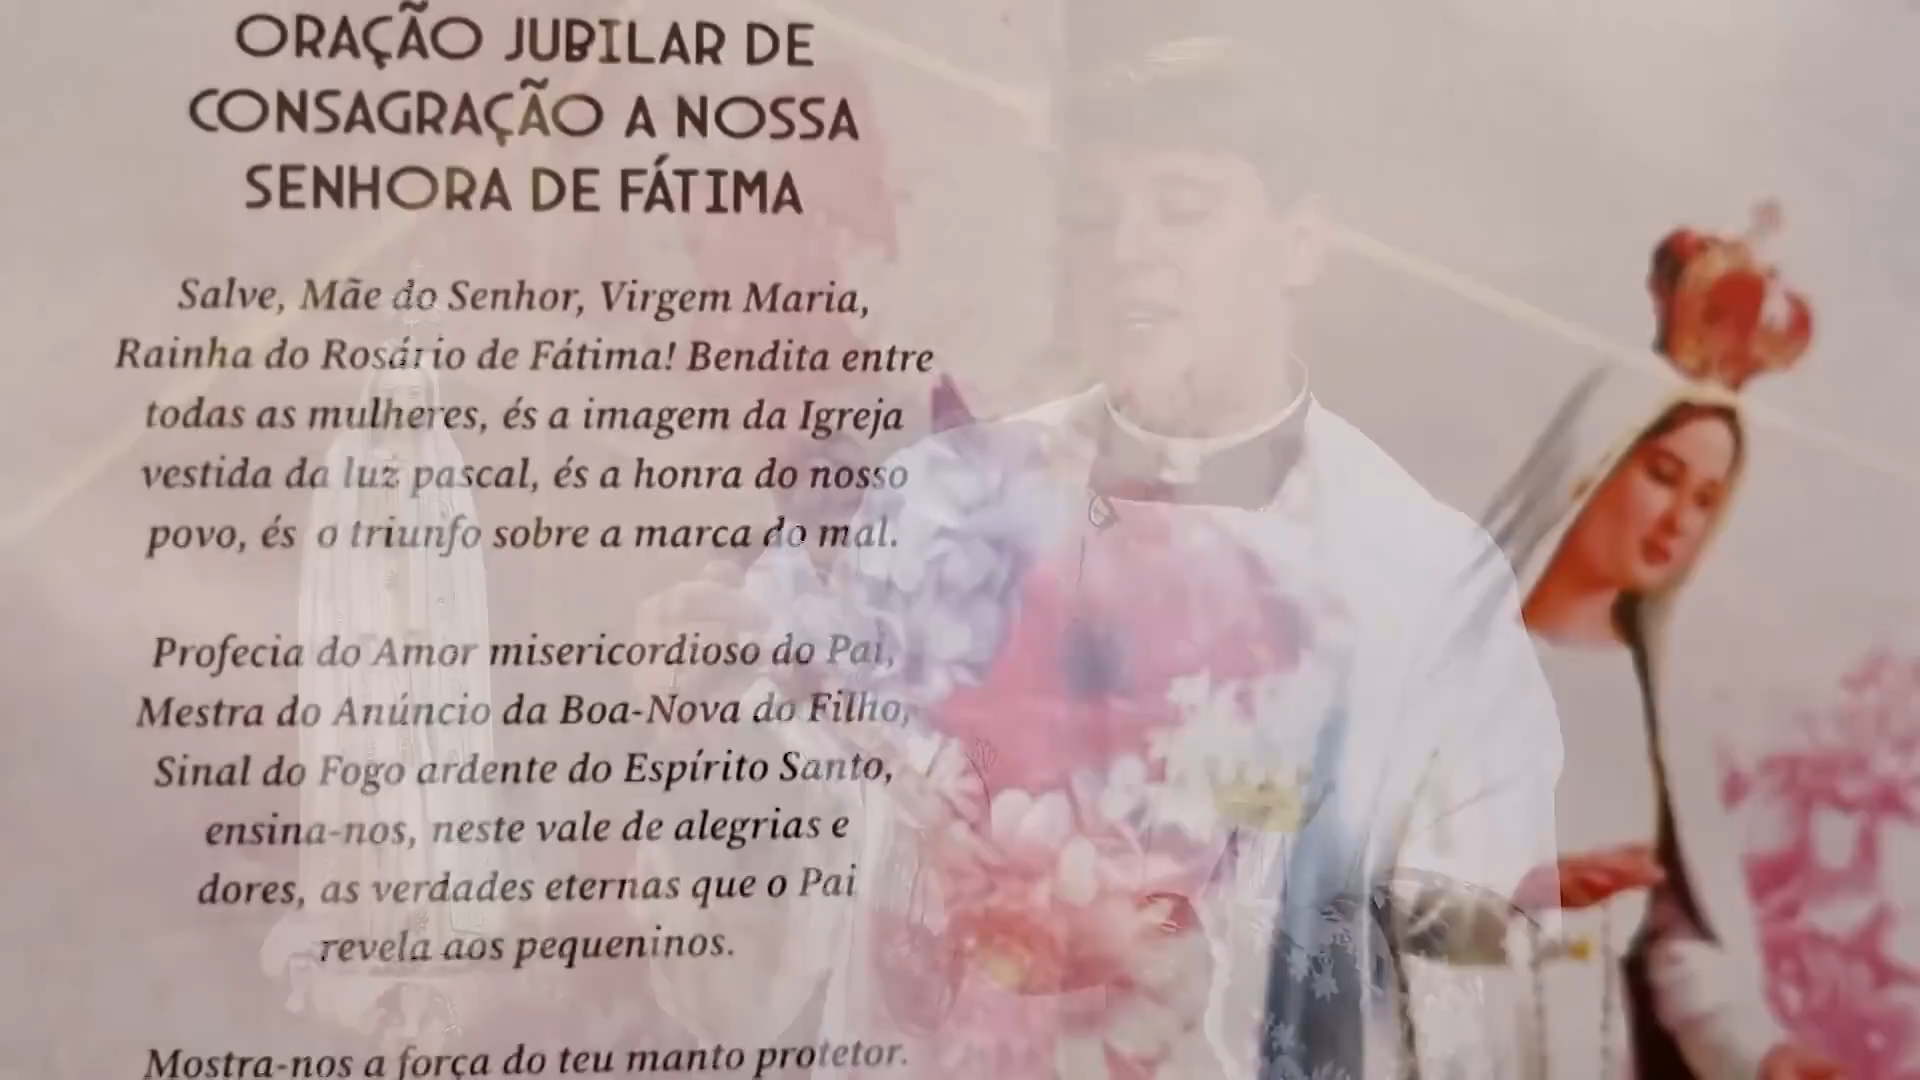 ORAÇÃO JUBILAR DE
CONSAGRAÇÃO A NOSSA
SENHORA DE FÁTIMA
Salve, Mãe do Senhor, Virgem Maria,
Rainha do Rosário de Fátima! Bendita entre
todas as mulheres, és a imagem da Igreja
vestida da luz pascal, és a honra do nosso
povo, és o triunfo sobre a marca do mal.
Profecia do Amor misericordioso do Pai,
Mestra do Anúncio da Boa-Nova do Filho,
Sinal do Fogo ardente do Espírito Santo,
ensina-nos, neste vale de alegrias e
dores, as verdades eternas que o Pai
revela aos pequeninos.
Mostra-nos a força do teu manto protetor.